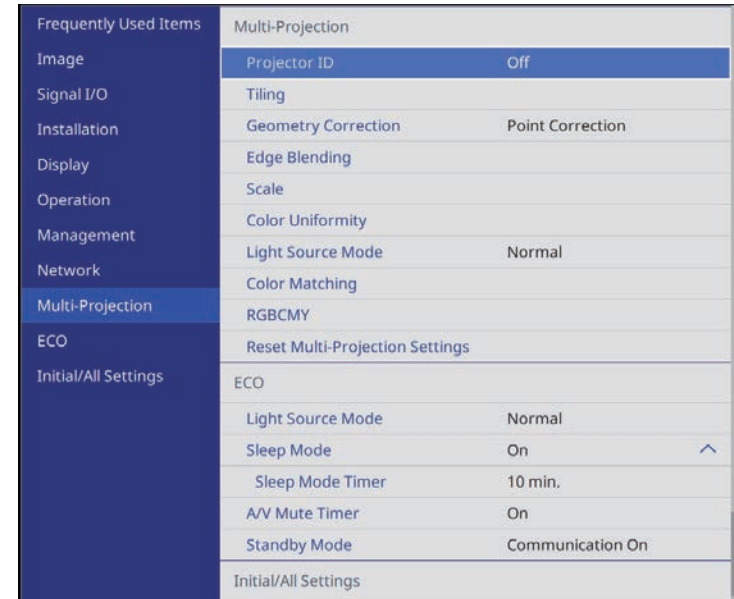 Frequently Used Items
Image
Signal I/O
Installation
Display
Operation
Management
Network
Multi-Projection
ECO
Initial/All Settings
Multi-Projection
Projector ID Off
Tiling
Geometry Correction Point Correction
Edge Blending
Scale
Color Uniformity
Light Source Mode Normal
Color Matching
RGBCMY
Reset Multi-Projection Settings
ECO
Light Source Mode Normal
Sleep Mode On
Sleep Mode Timer 10 min.
A/V Mute Timer On
Standby Mode Communication On
Initial/All Settings